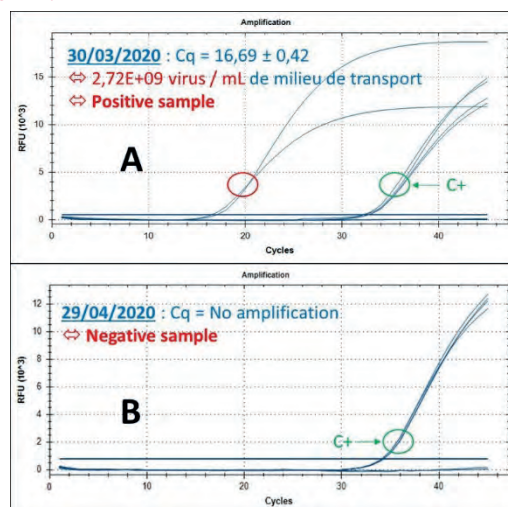 Amplification
30/03/2020 : Cq = 16,69 ± 0,42
⇔ 2,72E+09 virus / mL de milieu de transport
⇔ Positive sample
A
C+
RFU (10^3)
15
10
5
0
0 10 20 30 40
Cycles
Amplification
29/04/2020 : Cq = No amplification
⇔ Negative sample
B
C+
RFU (10^3)
12
10
8
6
4
2
0
0 10 20 30 40
Cycles